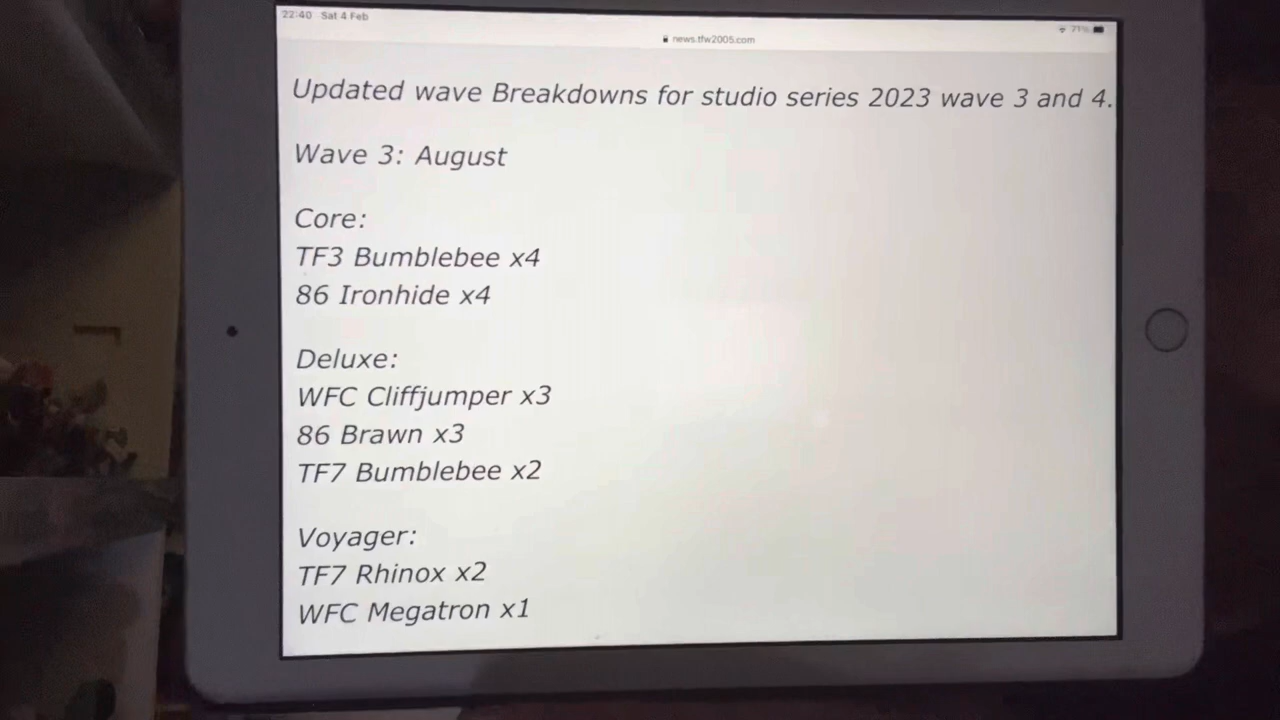 22:40 Sat 4 Feb
71%
news.tfw2005.com
Updated wave Breakdowns for studio series 2023 wave 3 and 4.
Wave 3: August
Core:
TF3 Bumblebee x4
86 Ironhide x4
Deluxe:
WFC Cliffjumper x3
86 Brawn x3
TF7 Bumblebee x2
Voyager:
TF7 Rhinox x2
WFC Megatron x1